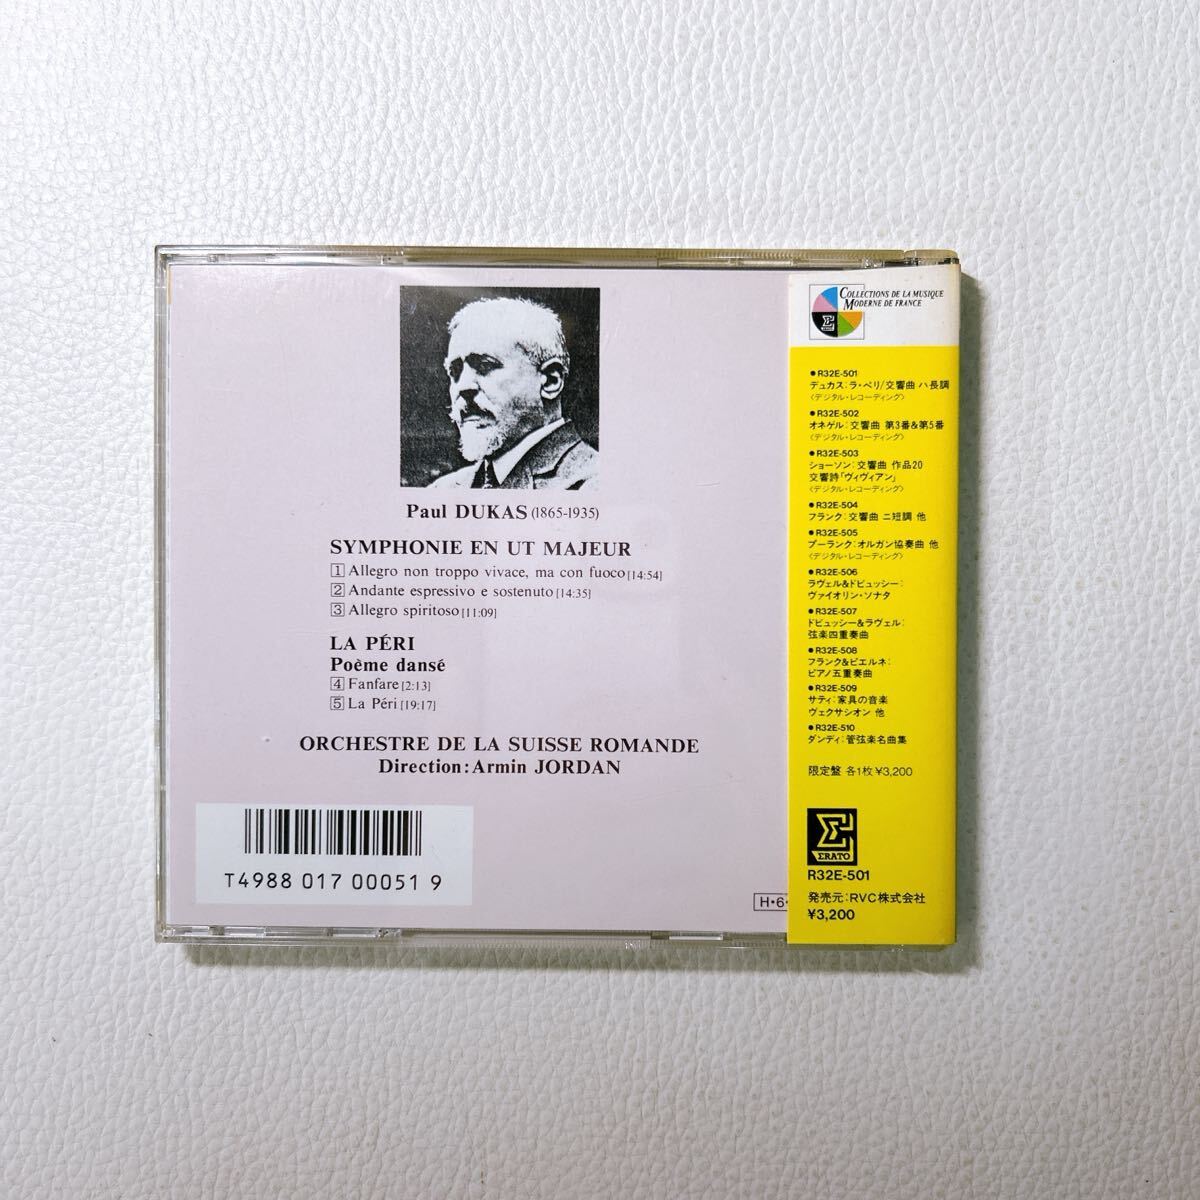 Paul DUKAS (1865-1935)
SYMPHONIE EN UT MAJEUR
1 Allegro non troppo vivace, ma con fuoco [14:54]
2 Andante espressivo e sostenuto [14:35]
3 Allegro spiritoso [11:09]
LA PÉRI
Poème dansé
4 Fanfare [2:13]
5 La Péri [19:17]
ORCHESTRE DE LA SUISSE ROMANDE
Direction: Armin JORDAN
T4988 017 00051 9
H•6•
COLLECTIONS DE LA MUSIQUE
MODERNE DE FRANCE
ERATO
●R32E-501
デュカス:ラ・ペリ/交響曲 ハ長調
〈デジタル・レコーディング〉
●R32E-502
オネゲル:交響曲 第3番&第5番
〈デジタル・レコーディング〉
●R32E-503
ショーソン:交響曲 作品20
交響詩「ヴィヴィアン」
〈デジタル・レコーディング〉
●R32E-504
フランク:交響曲 ニ短調 他
●R32E-505
プーランク:オルガン協奏曲 他
〈デジタル・レコーディング〉
●R32E-506
ラヴェル&ドビュッシー:
ヴァイオリン・ソナタ
●R32E-507
ドビュッシー&ラヴェル:
弦楽四重奏曲
●R32E-508
フランク&ピエルネ:
ピアノ五重奏曲
●R32E-509
サティ:家具の音楽
ヴェクサシオン 他
●R32E-510
ダンディ:管弦楽名曲集
限定盤 各1枚¥3,200
ERATO
R32E-501
発売元:RVC株式会社
¥3,200